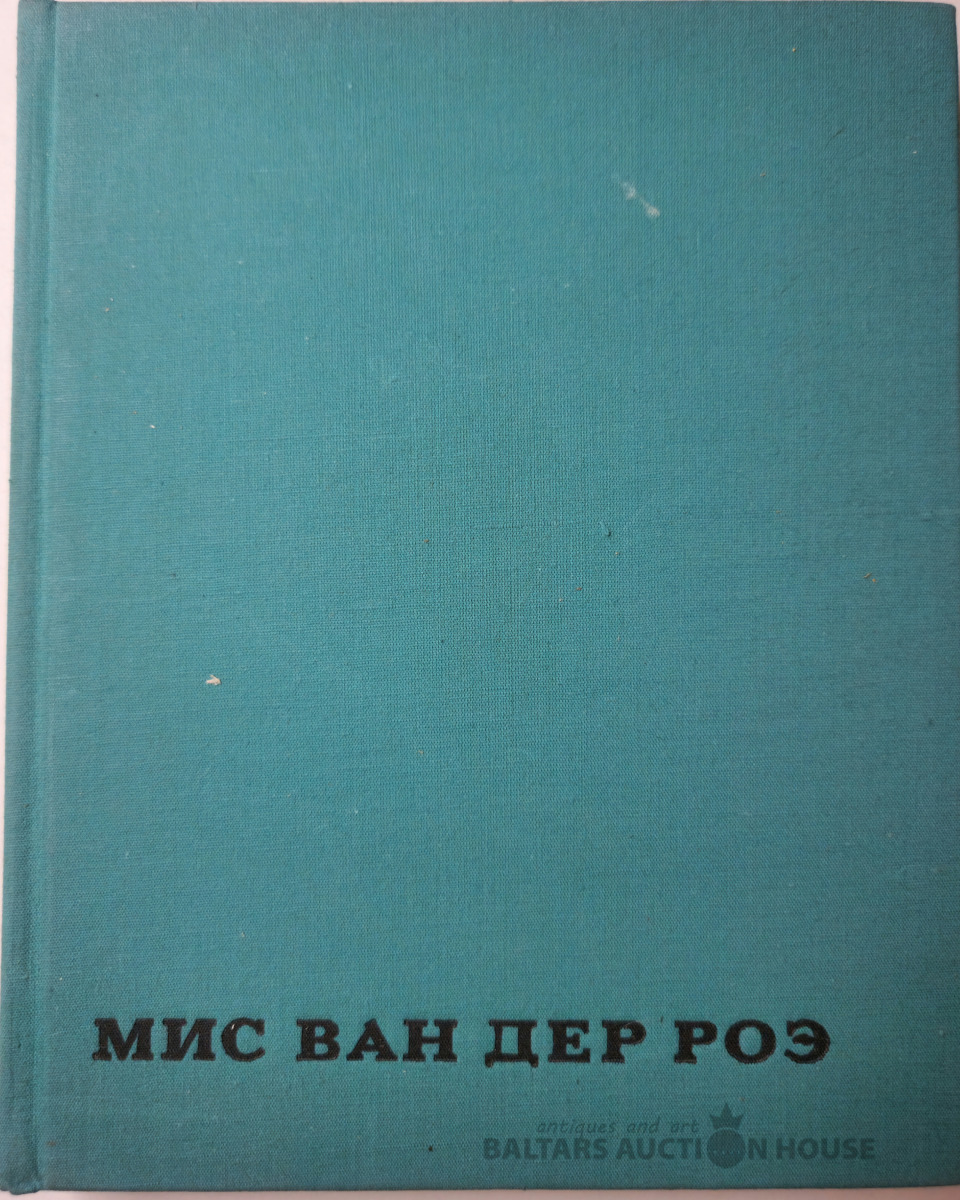 МИС ВАН ДЕР РОЭ
antiques and art
BALTARS AUCTION HOUSE